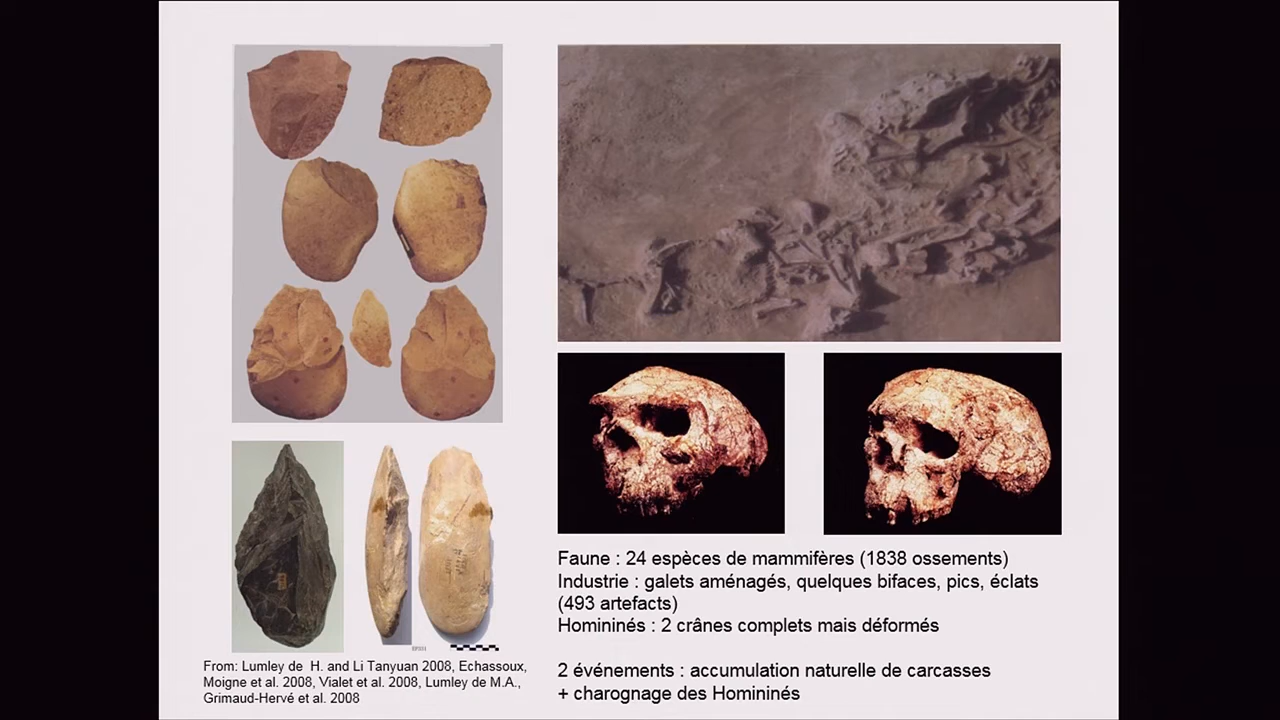 Faune : 24 espèces de mammifères (1838 ossements)
Industrie : galets aménagés, quelques bifaces, pics, éclats
(493 artefacts)
Homininés : 2 crânes complets mais déformés
2 événements : accumulation naturelle de carcasses
+ charognage des Homininés
From: Lumley de  H. and Li Tanyuan 2008, Echassoux,
Moigne et al. 2008, Vialet et al. 2008, Lumley de M.A.,
Grimaud-Hervé et al. 2008